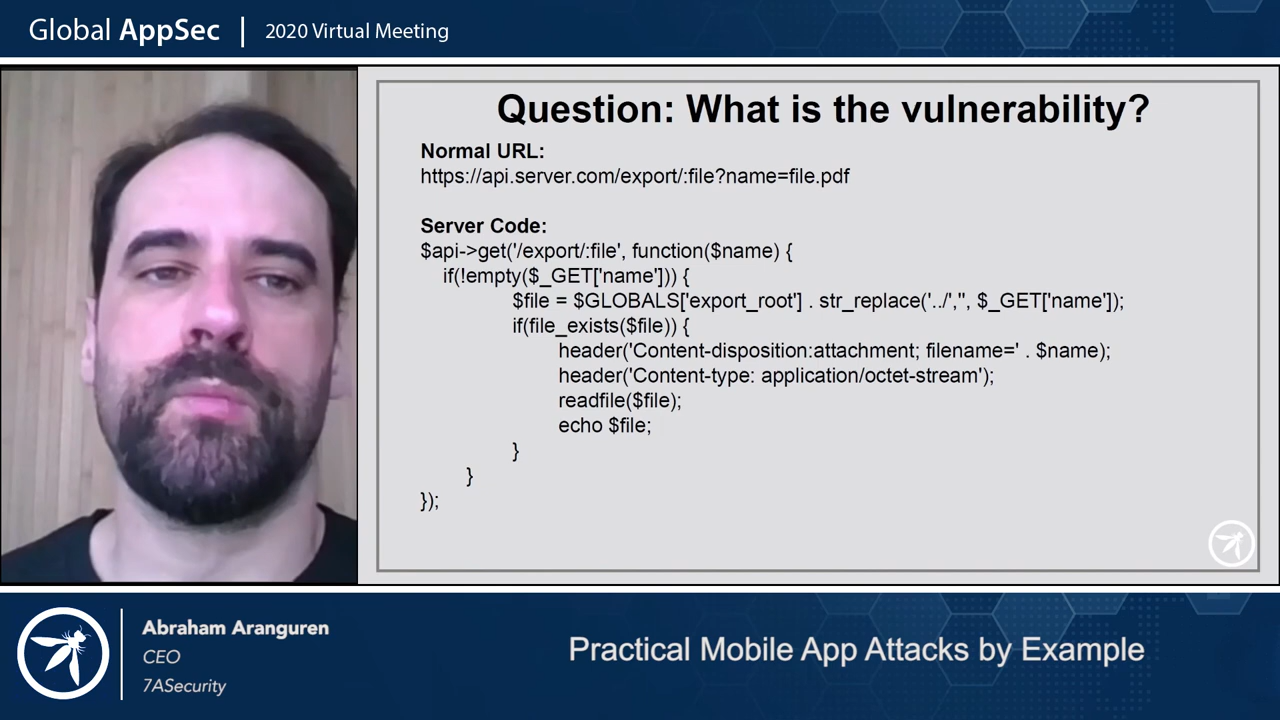 Global AppSec | 2020 Virtual Meeting
Question: What is the vulnerability?
Normal URL:
https://api.server.com/export/:file?name=file.pdf
Server Code:
$api->get('/export/:file', function($name) {
if(!empty($_GET['name'])) {
$file = $GLOBALS['export_root'] . str_replace('../','', $_GET['name']);
if(file_exists($file)) {
header('Content-disposition:attachment; filename=' . $name);
header('Content-type: application/octet-stream');
readfile($file);
echo $file;
}
}
});
Abraham Aranguren
CEO
7ASecurity
Practical Mobile App Attacks by Example